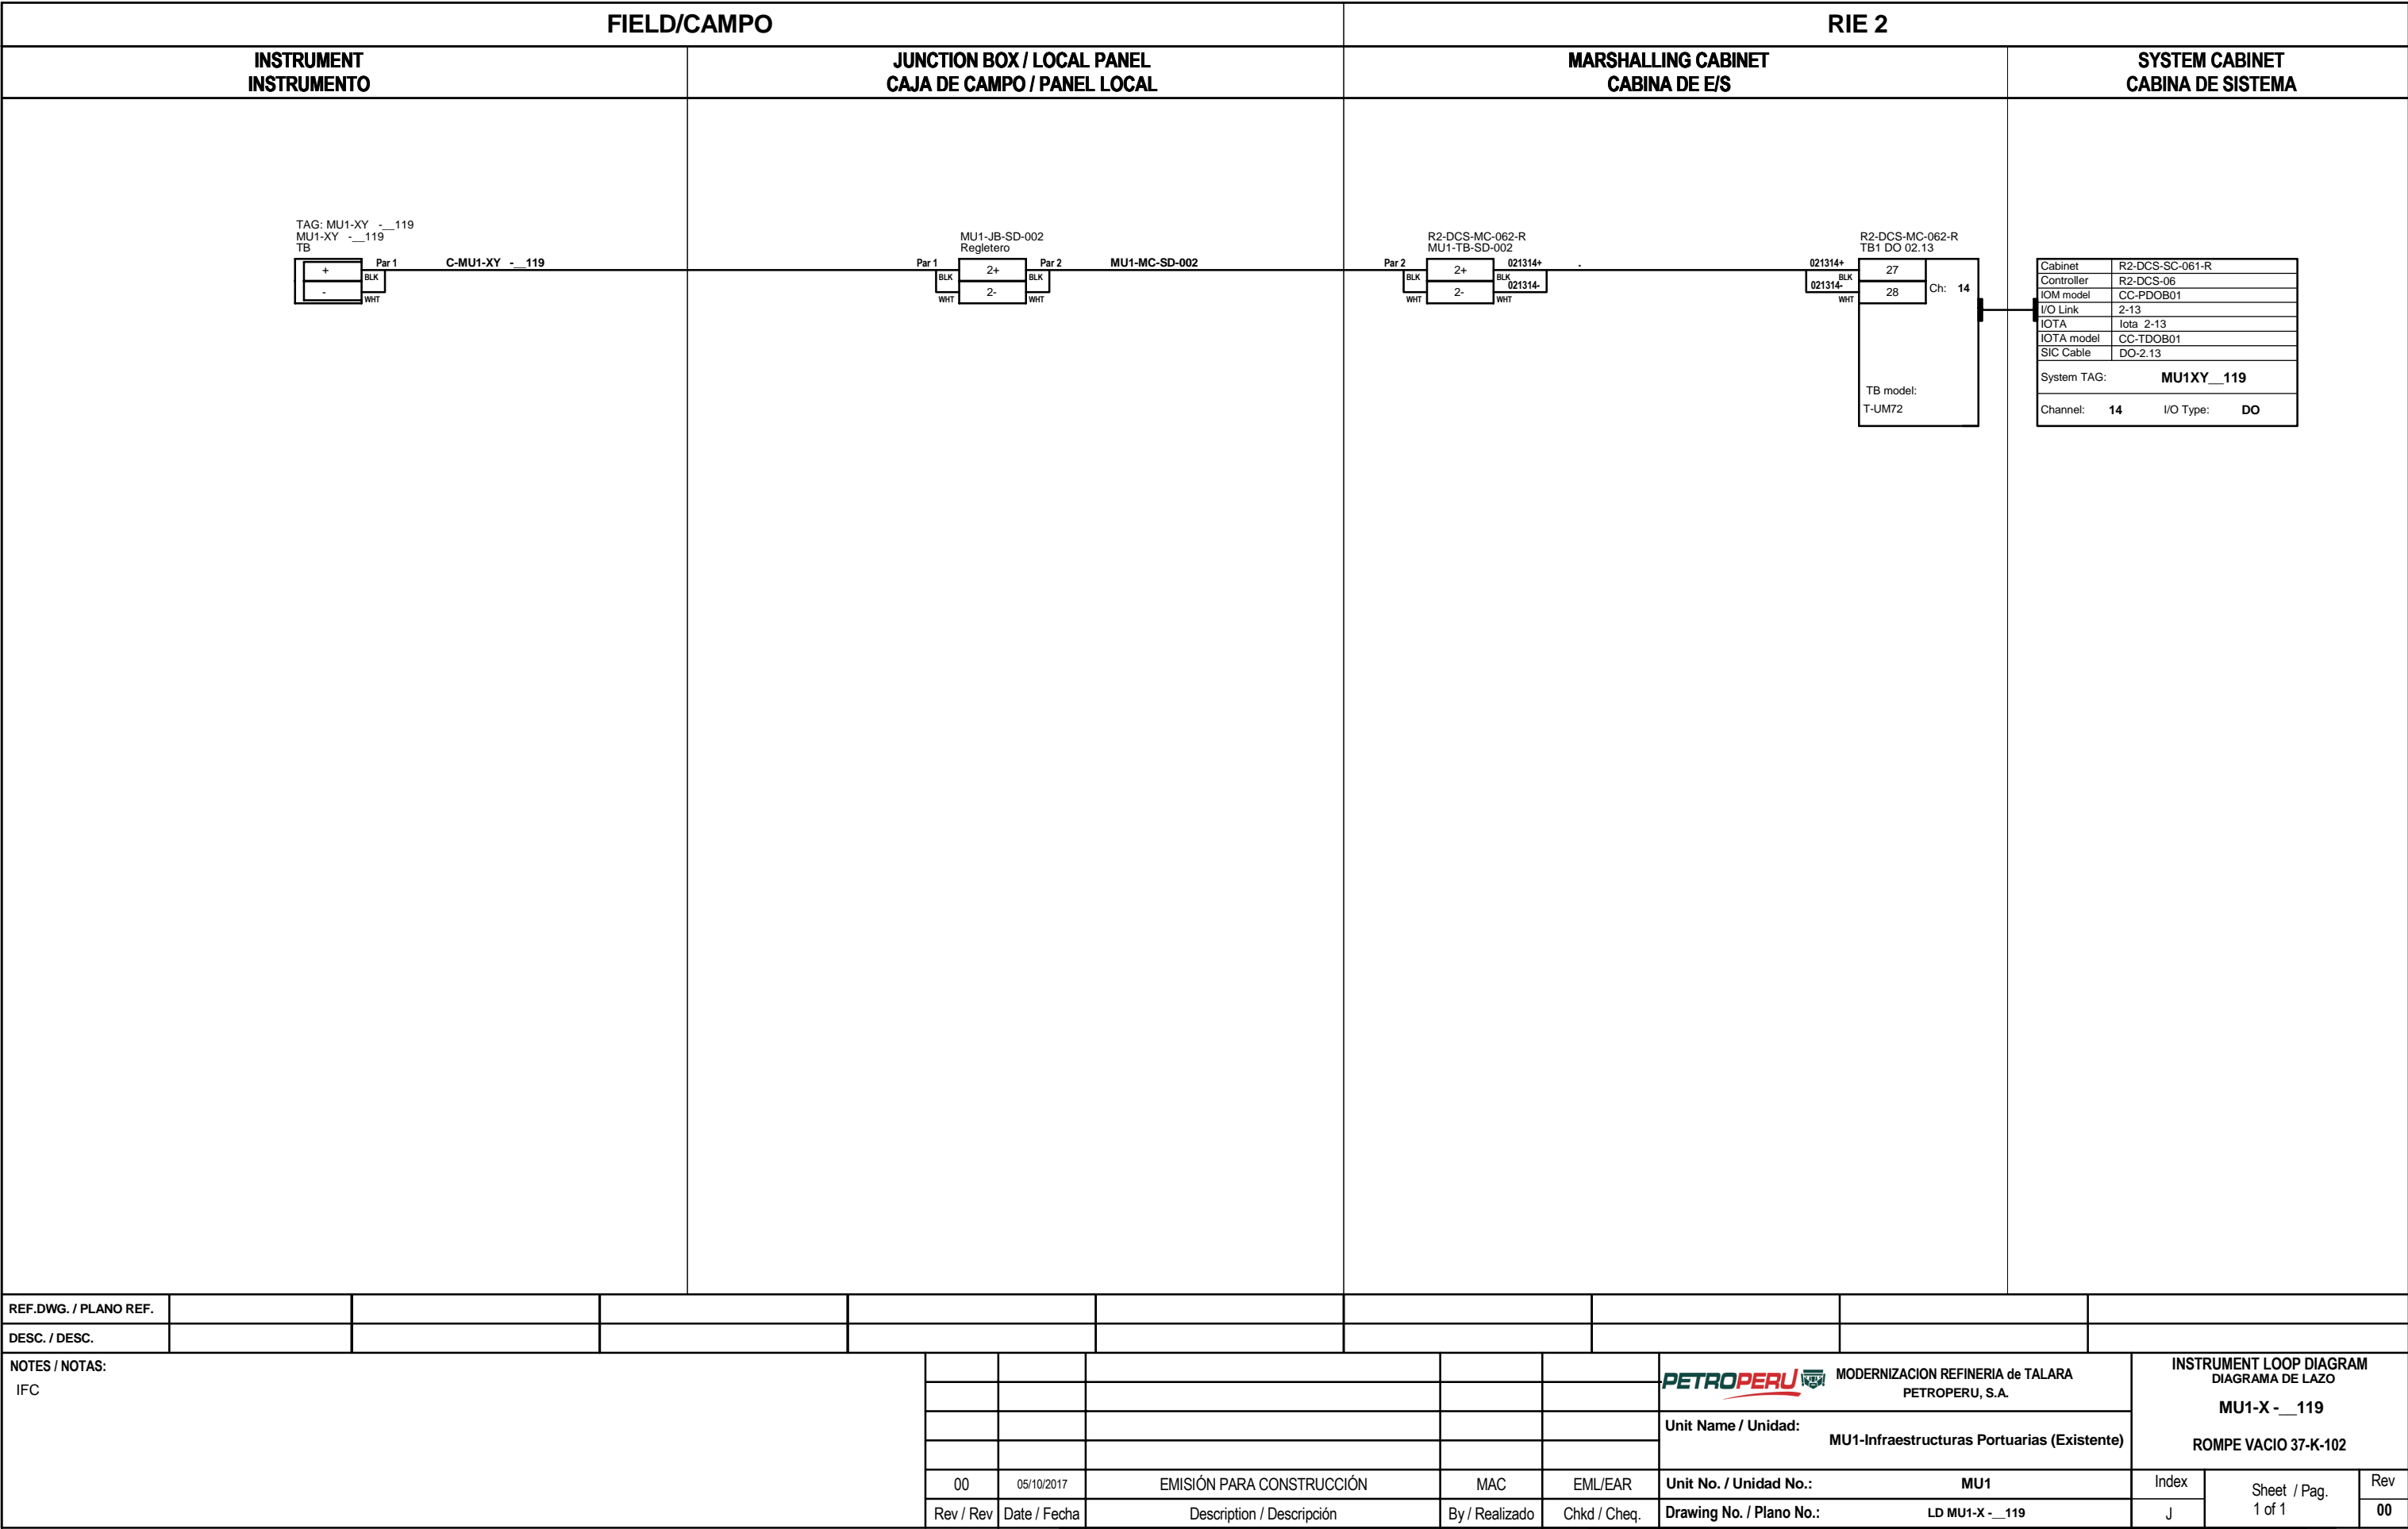 FIELD/CAMPO
RIE 2
INSTRUMENT
INSTRUMENTO
JUNCTION BOX / LOCAL PANEL
CAJA DE CAMPO / PANEL LOCAL
MARSHALLING CABINET
CABINA DE E/S
SYSTEM CABINET
CABINA DE SISTEMA
TAG: MU1-XY -__119
MU1-XY -__119
TB
+
-
Par 1
BLK
WHT
C-MU1-XY -__119
MU1-JB-SD-002
Regletero
Par 1
BLK
WHT
2+
2-
Par 2
BLK
WHT
MU1-MC-SD-002
R2-DCS-MC-062-R
MU1-TB-SD-002
Par 2
BLK
WHT
2+
2-
021314+
BLK
021314-
WHT
.
R2-DCS-MC-062-R
TB1 DO 02.13
021314+
BLK
021314-
WHT
27
28
Ch: 14
TB model:
T-UM72
Cabinet R2-DCS-SC-061-R
Controller R2-DCS-06
IOM model CC-PDOB01
I/O Link 2-13
IOTA Iota 2-13
IOTA model CC-TDOB01
SIC Cable DO-2.13
System TAG: MU1XY__119
Channel: 14 I/O Type: DO
REF.DWG. / PLANO REF.
DESC. / DESC.
NOTES / NOTAS:
IFC
00 05/10/2017 EMISIÓN PARA CONSTRUCCIÓN MAC EML/EAR
Rev / Rev Date / Fecha Description / Descripción By / Realizado Chkd / Cheq.
PETROPERU
MODERNIZACION REFINERIA de TALARA
PETROPERU, S.A.
Unit Name / Unidad:
MU1-Infraestructuras Portuarias (Existente)
Unit No. / Unidad No.: MU1
Drawing No. / Plano No.: LD MU1-X -__119
INSTRUMENT LOOP DIAGRAM
DIAGRAMA DE LAZO
MU1-X -__119
ROMPE VACIO 37-K-102
Index
J
Sheet / Pag.
1 of 1
Rev
00